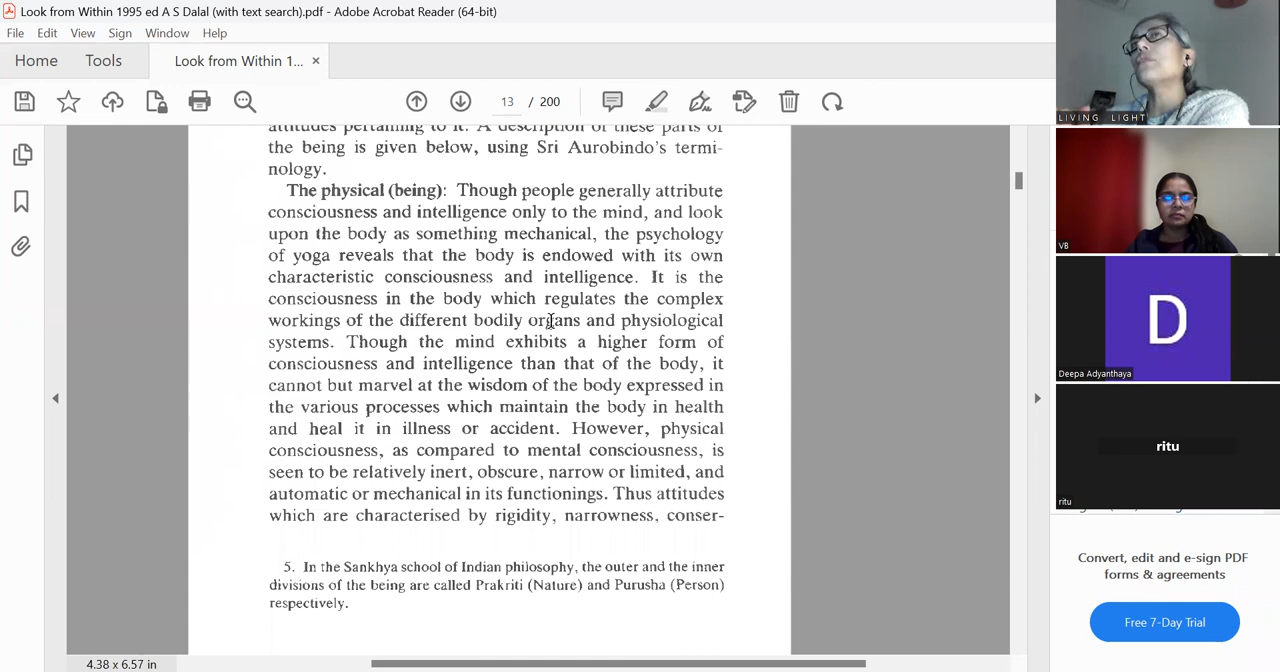 Look from Within 1995 ed A S Dalal (with text search).pdf - Adobe Acrobat Reader (64-bit)
File Edit View Sign Window Help
Home Tools Look from Within 1... ×
13 / 200
attitudes pertaining to it. A description of these parts of
the being is given below, using Sri Aurobindo's termi-
nology.
The physical (being): Though people generally attribute
consciousness and intelligence only to the mind, and look
upon the body as something mechanical, the psychology
of yoga reveals that the body is endowed with its own
characteristic consciousness and intelligence. It is the
consciousness in the body which regulates the complex
workings of the different bodily organs and physiological
systems. Though the mind exhibits a higher form of
consciousness and intelligence than that of the body, it
cannot but marvel at the wisdom of the body expressed in
the various processes which maintain the body in health
and heal it in illness or accident. However, physical
consciousness, as compared to mental consciousness, is
seen to be relatively inert, obscure, narrow or limited, and
automatic or mechanical in its functionings. Thus attitudes
which are characterised by rigidity, narrowness, conser-
5. In the Sankhya school of Indian philosophy, the outer and the inner
divisions of the being are called Prakriti (Nature) and Purusha (Person)
respectively.
4.38 x 6.57 in
LIVING LIGHT
VB
D
Deepa Adyanthaya
ritu
ritu
Convert, edit and e-sign PDF
forms & agreements
Free 7-Day Trial